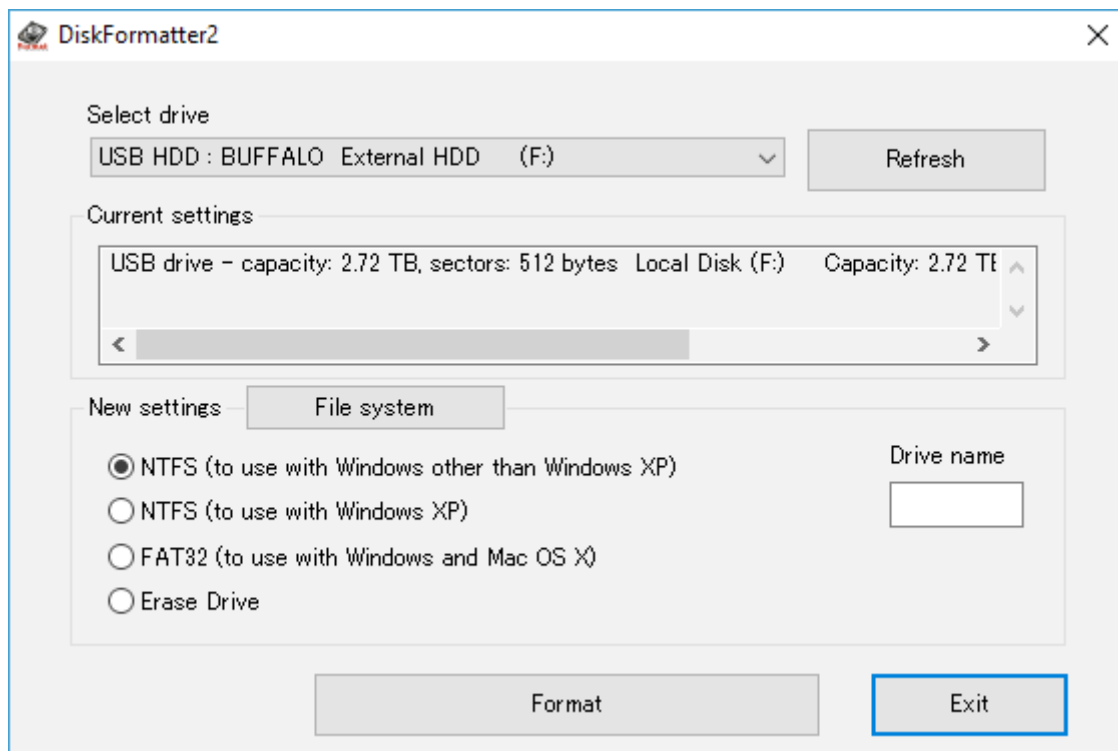 DiskFormatter2
Select drive
USB HDD : BUFFALO External HDD (F:)
Refresh
Current settings
USB drive - capacity: 2.72 TB, sectors: 512 bytes Local Disk (F:) Capacity: 2.72
New settings
File system
NTFS (to use with Windows other than Windows XP)
Drive name
NTFS (to use with Windows XP)
FAT32 (to use with Windows and Mac OS X)
Erase Drive
Format
Exit